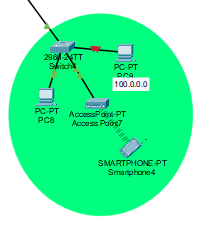 2960-24TT
Switch4
PC-PT
PC9
100.0.0.0
PC-PT
PC8
AccessPoint-PT
Access Point7
SMARTPHONE-PT
Smartphone4